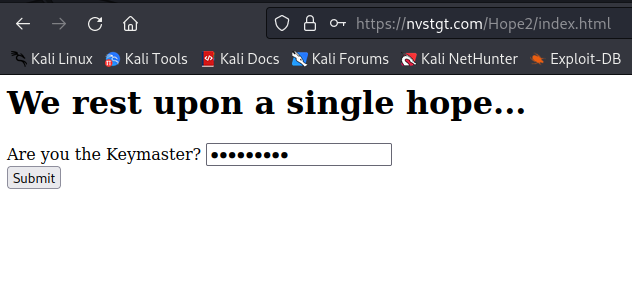 https://nvstgt.com/Hope2/index.html
Kali Linux Kali Tools Kali Docs Kali Forums Kali NetHunter Exploit-DB
We rest upon a single hope...
Are you the Keymaster? •••••••••
Submit